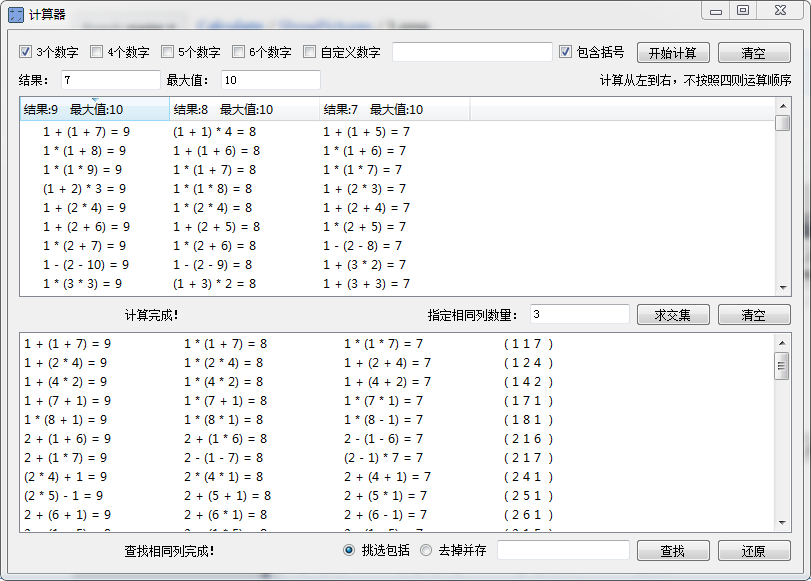 计算器
3个数字 4个数字 5个数字 6个数字 自定义数字 包含括号 开始计算 清空
结果: 7 最大值: 10 计算从左到右，不按照四则运算顺序
结果:9 最大值:10 结果:8 最大值:10 结果:7 最大值:10
1 + (1 + 7) = 9 (1 + 1) * 4 = 8 1 + (1 + 5) = 7
1 * (1 + 8) = 9 1 + (1 + 6) = 8 1 * (1 + 6) = 7
1 * (1 * 9) = 9 1 * (1 + 7) = 8 1 * (1 * 7) = 7
(1 + 2) * 3 = 9 1 * (1 * 8) = 8 1 + (2 * 3) = 7
1 + (2 * 4) = 9 1 * (2 * 4) = 8 1 + (2 + 4) = 7
1 + (2 + 6) = 9 1 + (2 + 5) = 8 1 * (2 + 5) = 7
1 * (2 + 7) = 9 1 * (2 + 6) = 8 1 - (2 - 8) = 7
1 - (2 - 10) = 9 1 - (2 - 9) = 8 1 + (3 * 2) = 7
1 * (3 * 3) = 9 (1 + 3) * 2 = 8 1 + (3 + 3) = 7
计算完成! 指定相同列数量: 3 求交集 清空
1 + (1 + 7) = 9 1 * (1 + 7) = 8 1 * (1 * 7) = 7 ( 1 1 7 )
1 + (2 * 4) = 9 1 * (2 * 4) = 8 1 + (2 + 4) = 7 ( 1 2 4 )
1 + (4 * 2) = 9 1 * (4 * 2) = 8 1 + (4 + 2) = 7 ( 1 4 2 )
1 + (7 + 1) = 9 1 * (7 + 1) = 8 1 * (7 * 1) = 7 ( 1 7 1 )
1 * (8 + 1) = 9 1 * (8 * 1) = 8 1 * (8 - 1) = 7 ( 1 8 1 )
2 + (1 + 6) = 9 2 + (1 * 6) = 8 2 - (1 - 6) = 7 ( 2 1 6 )
2 + (1 * 7) = 9 2 - (1 - 7) = 8 (2 - 1) * 7 = 7 ( 2 1 7 )
(2 * 4) + 1 = 9 2 * (4 * 1) = 8 2 + (4 + 1) = 7 ( 2 4 1 )
(2 * 5) - 1 = 9 2 + (5 + 1) = 8 2 + (5 * 1) = 7 ( 2 5 1 )
2 + (6 + 1) = 9 2 + (6 * 1) = 8 2 + (6 - 1) = 7 ( 2 6 1 )
查找相同列完成! 挑选包括 去掉并存 查找 还原